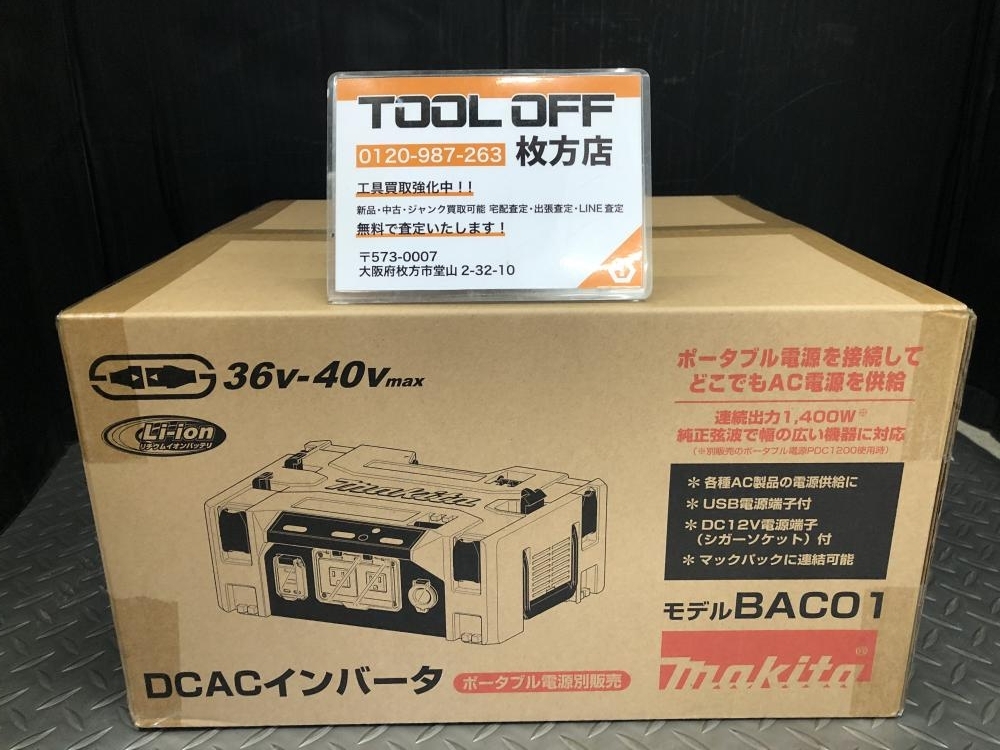 TOOL OFF
0120-987-263 枚方店
工具買取強化中!!
新品・中古・ジャンク買取可能 宅配査定・出張査定・LINE査定
無料で査定いたします!
〒573-0007
大阪府枚方市堂山 2-32-10
36v-40vmax
Li-ion
リチウムイオンバッテリ
ポータブル電源を接続して
どこでもAC電源を供給
連続出力1,400W※
純正弦波で幅の広い機器に対応
(※別販売のポータブル電源PDC1200使用時)
＊各種AC製品の電源供給に
＊USB電源端子付
＊DC12V電源端子
(シガーソケット)付
＊マックパックに連結可能
makita
モデルBAC01
makita®
DCACインバータ
ポータブル電源別販売